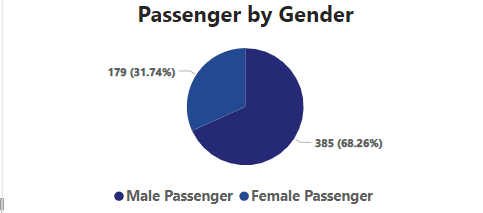 Passenger by Gender
179 (31.74%)
385 (68.26%)
Male Passenger Female Passenger